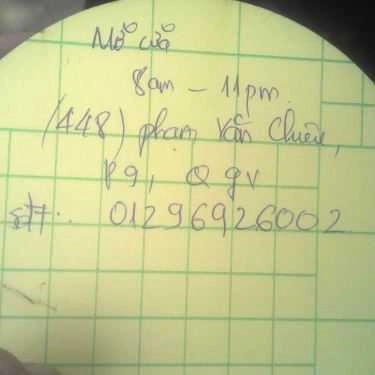 Mở cửa
8am - 11pm
(448) phạm Văn Chiêu,
P9, Q gv
sđt: 01296926002